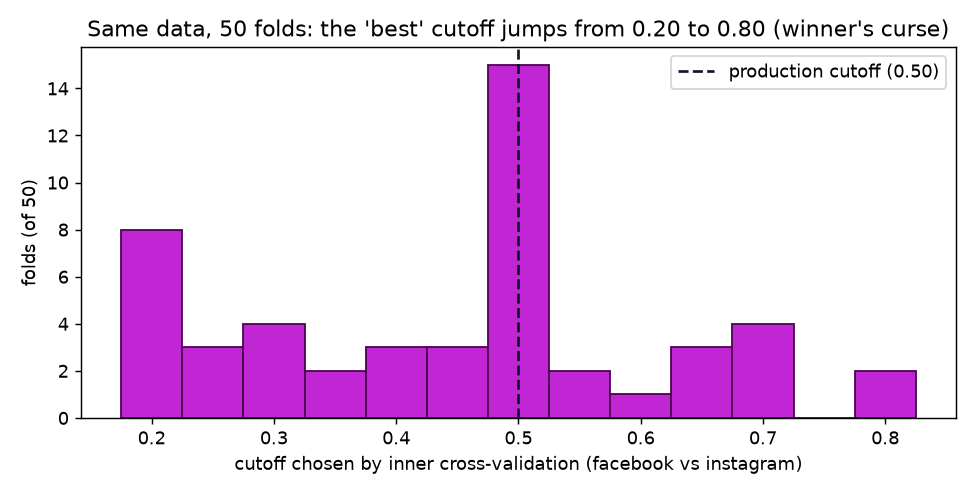 Same data, 50 folds: the 'best' cutoff jumps from 0.20 to 0.80 (winner's curse)
production cutoff (0.50)
folds (of 50)
14
12
10
8
6
4
2
0
0.2 0.3 0.4 0.5 0.6 0.7 0.8
cutoff chosen by inner cross-validation (facebook vs instagram)